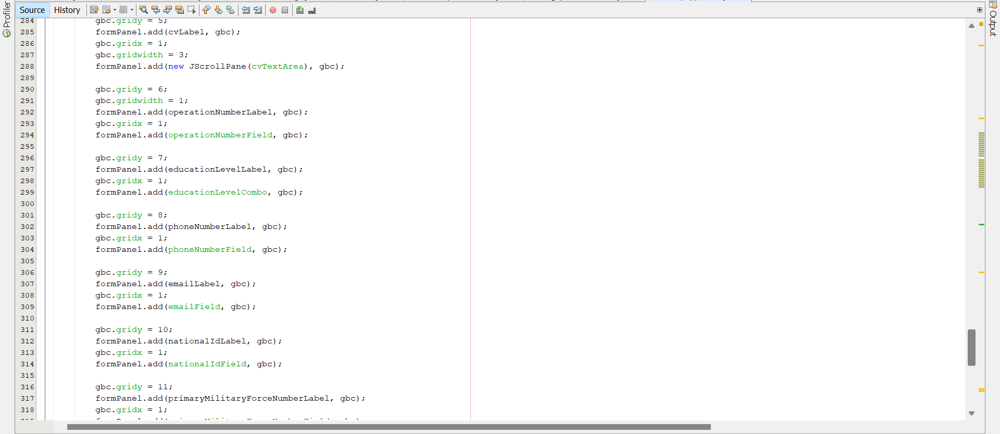 Profiler
Source History
Output
284 gbc.gridy = 5;
285 formPanel.add(cvLabel, gbc);
286 gbc.gridx = 1;
287 gbc.gridwidth = 3;
288 formPanel.add(new JScrollPane(cvTextArea), gbc);
289
290 gbc.gridy = 6;
291 gbc.gridwidth = 1;
292 formPanel.add(operationNumberLabel, gbc);
293 gbc.gridx = 1;
294 formPanel.add(operationNumberField, gbc);
295
296 gbc.gridy = 7;
297 formPanel.add(educationLevelLabel, gbc);
298 gbc.gridx = 1;
299 formPanel.add(educationLevelCombo, gbc);
300
301 gbc.gridy = 8;
302 formPanel.add(phoneNumberLabel, gbc);
303 gbc.gridx = 1;
304 formPanel.add(phoneNumberField, gbc);
305
306 gbc.gridy = 9;
307 formPanel.add(emailLabel, gbc);
308 gbc.gridx = 1;
309 formPanel.add(emailField, gbc);
310
311 gbc.gridy = 10;
312 formPanel.add(nationalIdLabel, gbc);
313 gbc.gridx = 1;
314 formPanel.add(nationalIdField, gbc);
315
316 gbc.gridy = 11;
317 formPanel.add(primaryMilitaryForceNumberLabel, gbc);
318 gbc.gridx = 1;